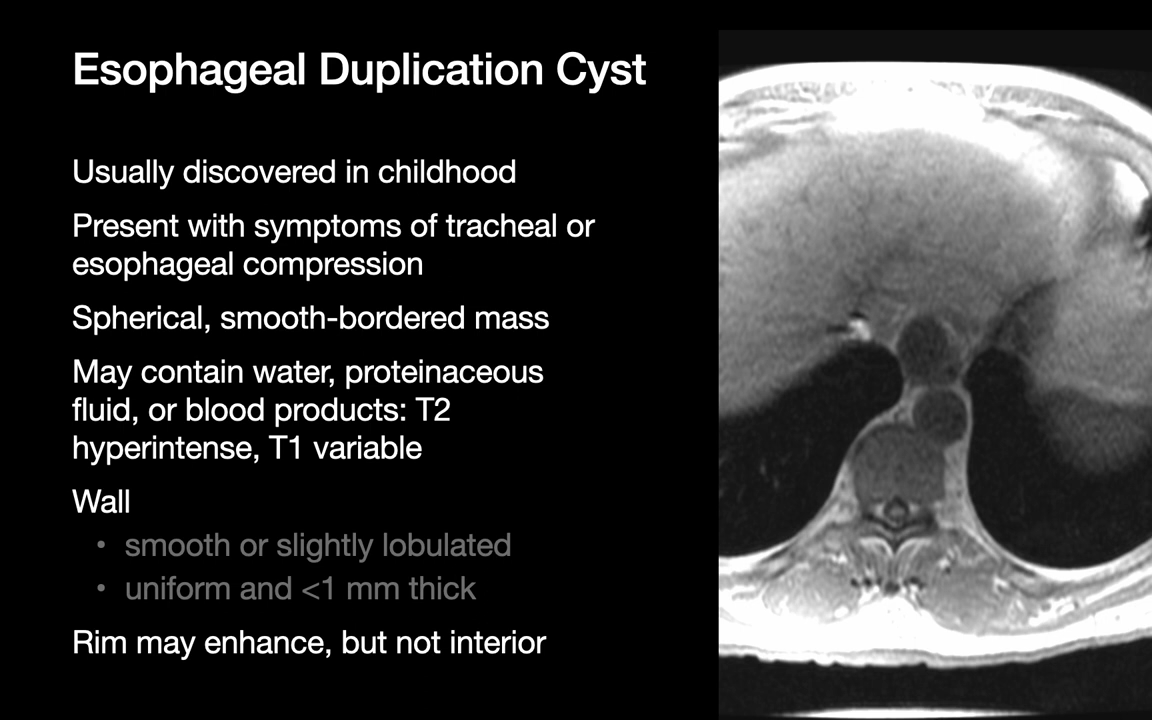 Esophageal Duplication Cyst
Usually discovered in childhood
Present with symptoms of tracheal or
esophageal compression
Spherical, smooth-bordered mass
May contain water, proteinaceous
fluid, or blood products: T2
hyperintense, T1 variable
Wall
• smooth or slightly lobulated
• uniform and <1 mm thick
Rim may enhance, but not interior